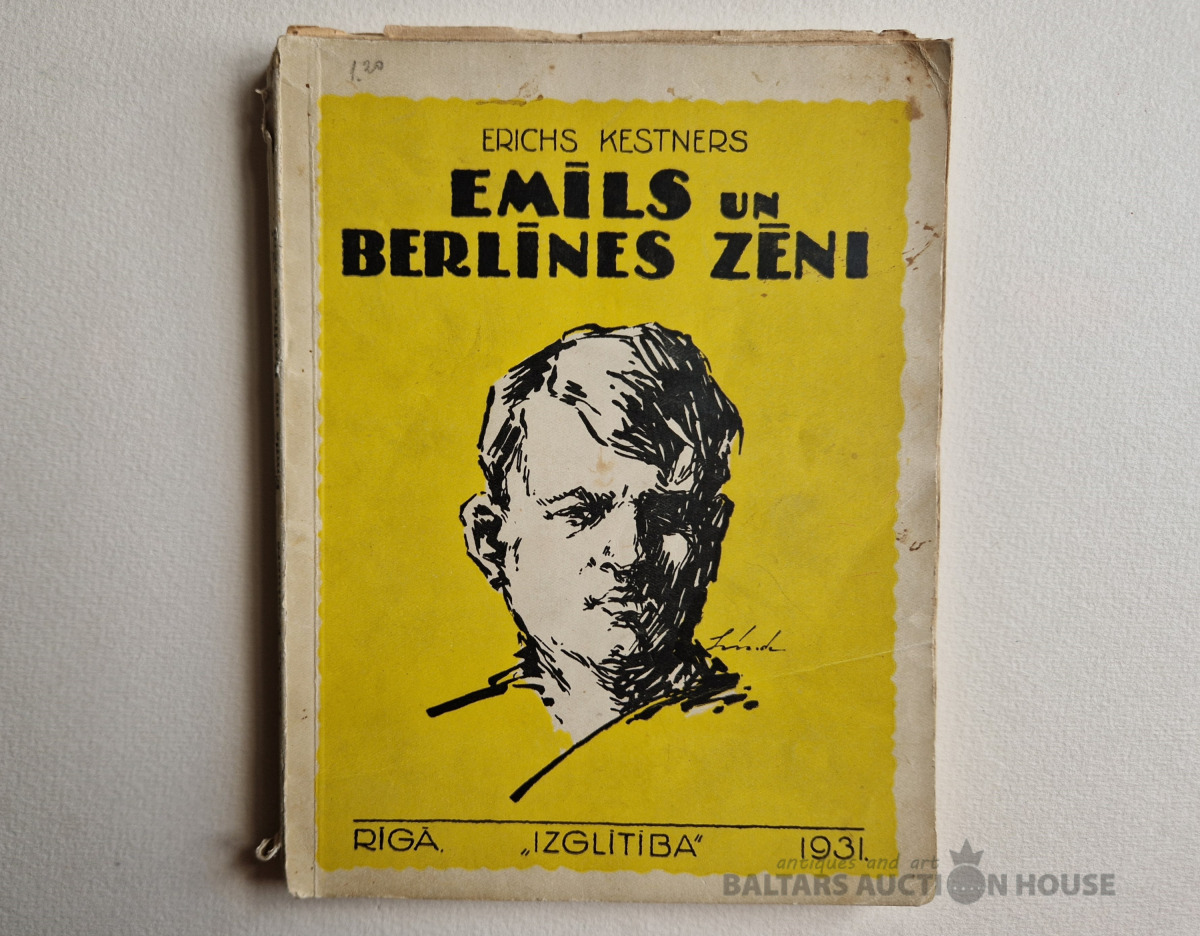 1.20
ERICHS KESTNERS
EMĪLS UN
BERLĪNES ZĒNI
RĪGĀ. „IZGLĪTĪBA“ 1931.
antiques and art
BALTARS AUCTION HOUSE